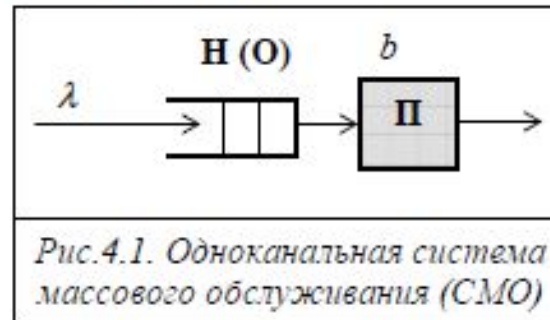 Н (О)
b
λ
П
Рис.4.1. Одноканальная система
массового обслуживания (СМО)